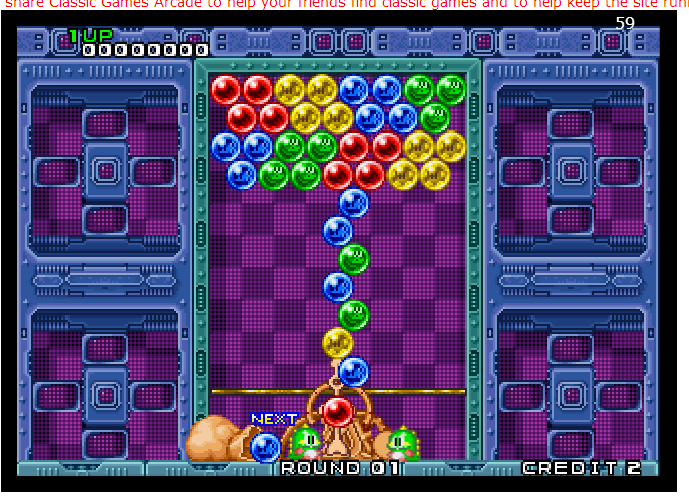 share Classic Games Arcade to help your friends find classic games and to help keep the site runn
59
1UP
00000000
NEXT
ROUND 01
CREDIT 2